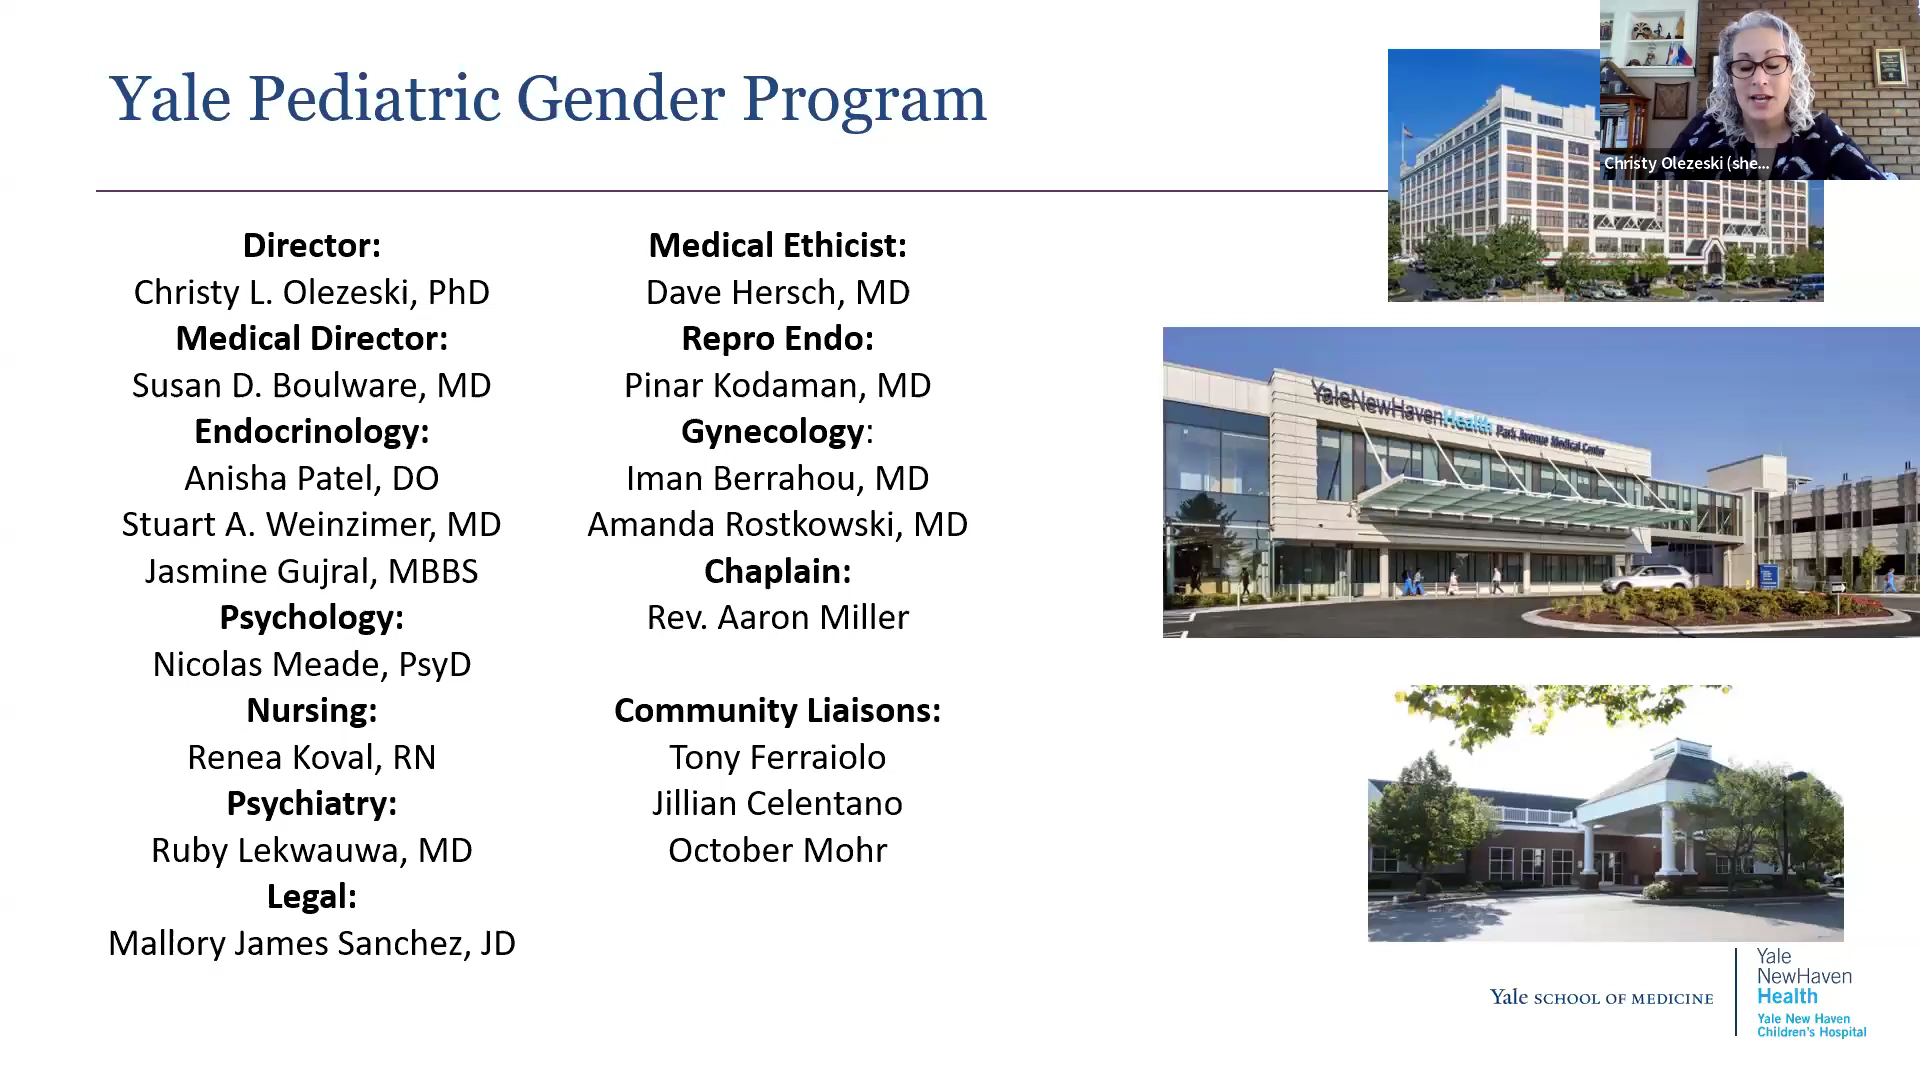 Yale Pediatric Gender Program
Christy Olezeski (she...
Director:
Christy L. Olezeski, PhD
Medical Director:
Susan D. Boulware, MD
Endocrinology:
Anisha Patel, DO
Stuart A. Weinzimer, MD
Jasmine Gujral, MBBS
Psychology:
Nicolas Meade, PsyD
Nursing:
Renea Koval, RN
Psychiatry:
Ruby Lekwauwa, MD
Legal:
Mallory James Sanchez, JD
Medical Ethicist:
Dave Hersch, MD
Repro Endo:
Pinar Kodaman, MD
Gynecology:
Iman Berrahou, MD
Amanda Rostkowski, MD
Chaplain:
Rev. Aaron Miller
Community Liaisons:
Tony Ferraiolo
Jillian Celentano
October Mohr
YaleNewHavenHealth Park Avenue Medical Center
Yale SCHOOL OF MEDICINE
Yale
NewHaven
Health
Yale New Haven
Children's Hospital